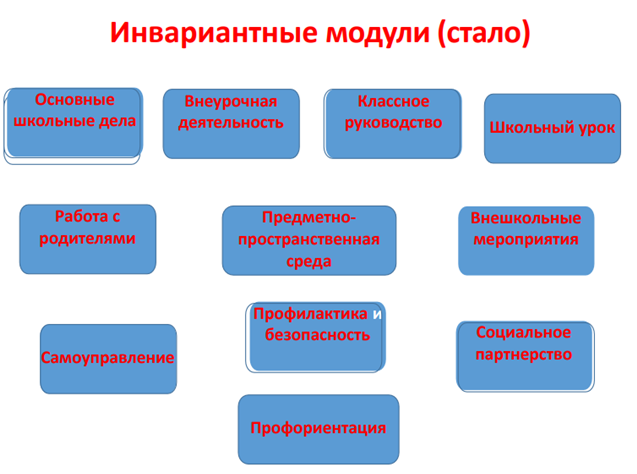 Инвариантные модули (стало)
Основные
школьные дела
Внеурочная
деятельность
Классное
руководство
Школьный урок
Работа с
родителями
Предметно-
пространственная
среда
Внешкольные
мероприятия
Самоуправление
Профилактика и
безопасность
Социальное
партнерство
Профориентация